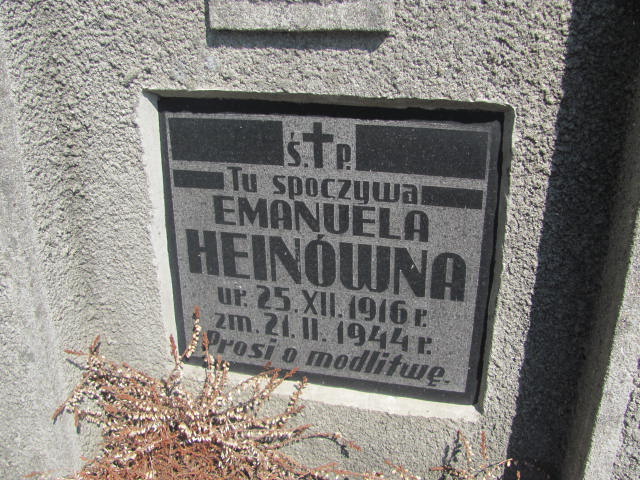 Ś. P.
Tu spoczywa
EMANUELA
HEINÓWNA
ur. 25. XII. 1916 r.
zm. 21. II. 1944 r.
Prosi o modlitwę.